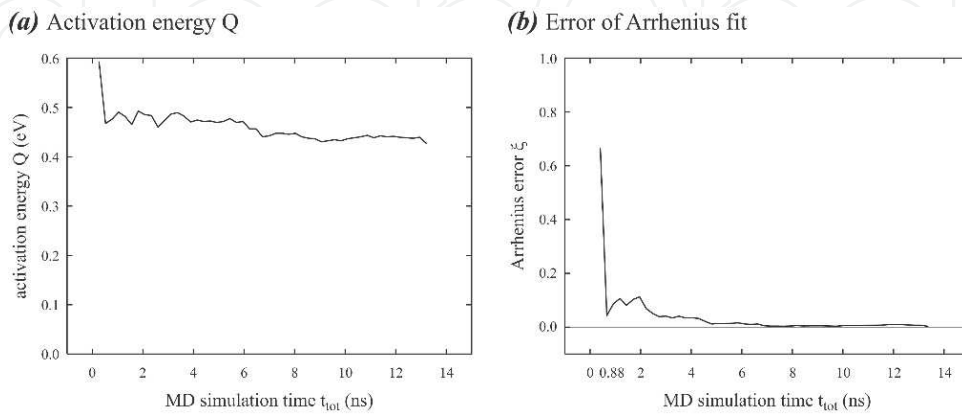 (a) Activation energy Q
0.6
0.5
0.4
0.3
0.2
0.1
0.0
activation energy Q (eV)
0 2 4 6 8 10 12 14
MD simulation time t_tot (ns)
(b) Error of Arrhenius fit
1.0
0.8
0.6
0.4
0.2
0.0
Arrhenius error ξ
0 0.88 2 4 6 8 10 12 14
MD simulation time t_tot (ns)